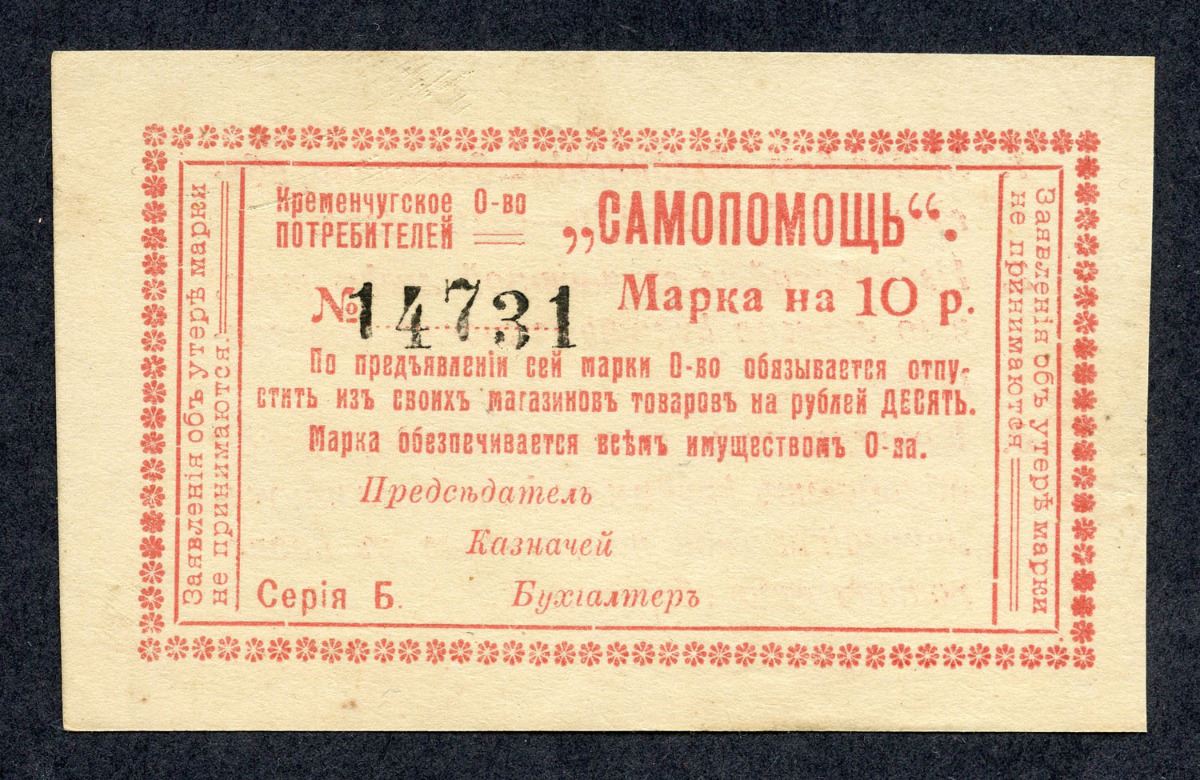 Кременчугское О-во
ПОТРЕБИТЕЛЕЙ
„САМОПОМОЩЬ“.
№ 14731
Марка на 10 р.
По предъявленіи сей марки О-во обязывается отпу-
стить изъ своихъ магазиновъ товаровъ на рублей ДЕСЯТЬ.
Марка обезпечивается всѣмъ имуществомъ О-ва.
Предсѣдатель
Казначей
Серія Б.
Бухгалтеръ
Заявленія объ утерѣ марки
не принимаются.
Заявленія объ утерѣ марки
не принимаются